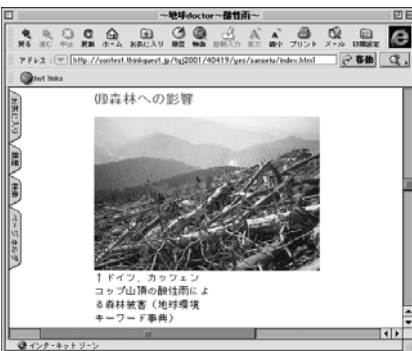 ～地球doctor～酸性雨～
戻る 進む 中止 更新 ホーム お気に入り 履歴 検索 自動入力 拡大 縮小 プリント メール 初期設定
アドレス： http://contest.thinkquest.jp/tqj2001/40419/yes/sanseiu/index.html 移動
hot links
お気に入り
履歴
検索
ページホルダ
⑪森林への影響
↑ドイツ、カッツェン
コップ山頂の酸性雨によ
る森林被害（地球環境
キーワード事典）
インターネットゾーン